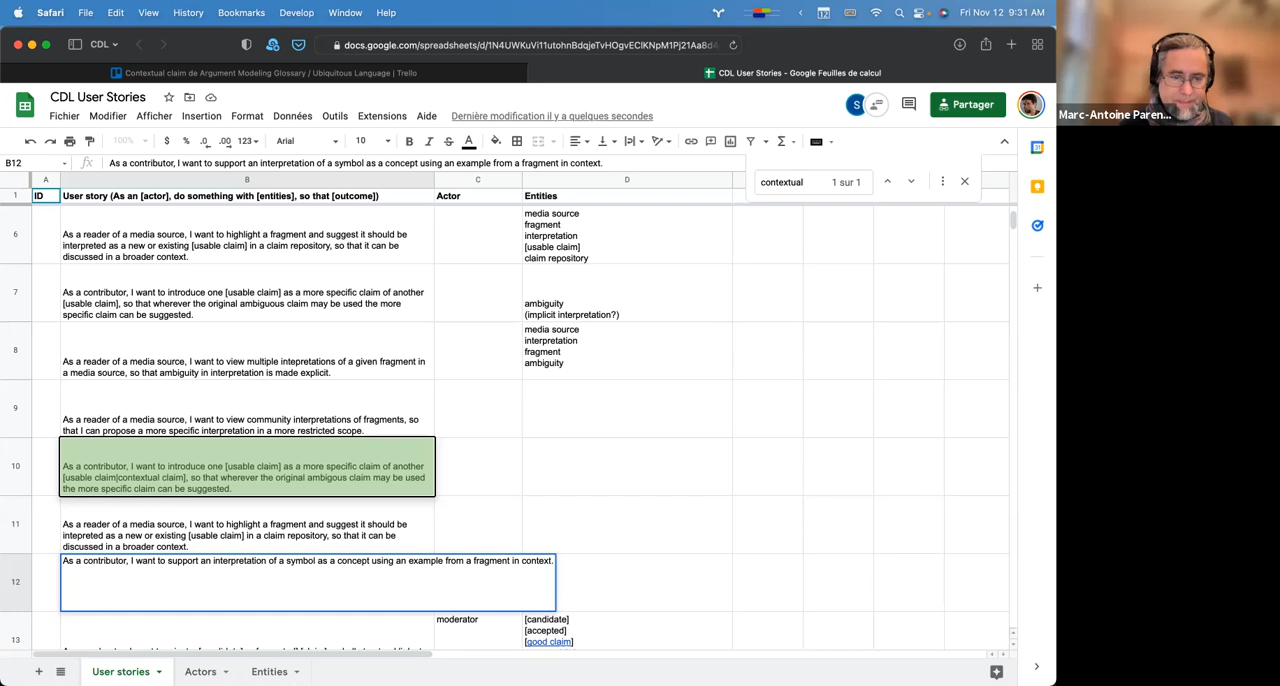 Safari File Edit View History Bookmarks Develop Window Help Fri Nov 12 9:31 AM
CDL docs.google.com/spreadsheets/d/1N4UWKuVi11utohnBdqjeTvHOgvEClKNpM1Pj21Aa8d
Contextual claim de Argument Modeling Glossary / Ubiquitous Language | Trello
CDL User Stories - Google Feuilles de calcul
CDL User Stories
S
Partager
Marc-Antoine Paren...
Fichier Modifier Afficher Insertion Format Données Outils Extensions Aide Dernière modification il y a quelques secondes
100% $ % .0 .00 123 Arial 10 B I S A
B12 fx As a contributor, I want to support an interpretation of a symbol as a concept using an example from a fragment in context.
contextual 1 sur 1
A B C D
1 ID User story (As an [actor], do something with [entities], so that [outcome]) Actor Entities
6
As a reader of a media source, I want to highlight a fragment and suggest it should be
interpreted as a new or existing [usable claim] in a claim repository, so that it can be
discussed in a broader context.
media source
fragment
interpretation
[usable claim]
claim repository
7
As a contributor, I want to introduce one [usable claim] as a more specific claim of another
[usable claim], so that wherever the original ambiguous claim may be used the more
specific claim can be suggested.
ambiguity
(implicit interpretation?)
8
As a reader of a media source, I want to view multiple intepretations of a given fragment in
a media source, so that ambiguity in interpretation is made explicit.
media source
interpretation
fragment
ambiguity
9
As a reader of a media source, I want to view community interpretations of fragments, so
that I can propose a more specific interpretation in a more restricted scope.
10
As a contributor, I want to introduce one [usable claim] as a more specific claim of another
[usable claim|contextual claim], so that wherever the original ambigous claim may be used
the more specific claim can be suggested.
11
As a reader of a media source, I want to highlight a fragment and suggest it should be
intepreted as a new or existing [usable claim] in a claim repository, so that it can be
discussed in a broader context.
12
As a contributor, I want to support an interpretation of a symbol as a concept using an example from a fragment in context.
13
moderator
[candidate]
[accepted]
[good claim]
User stories Actors Entities